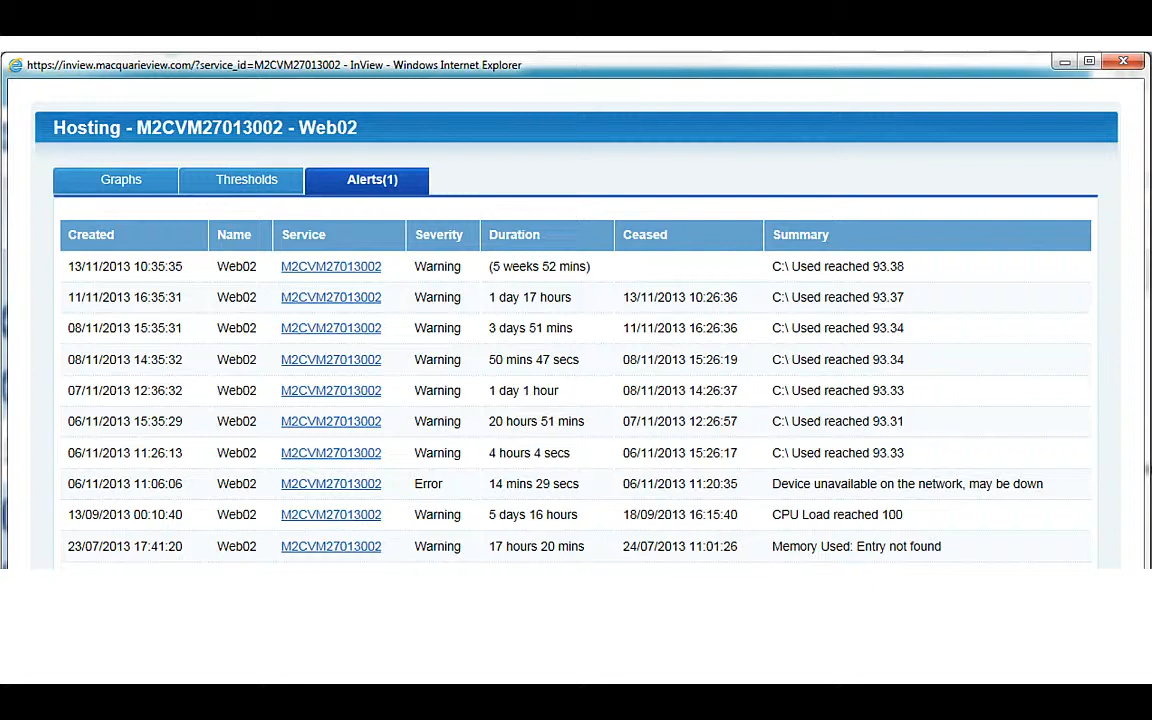 https://inview.macquarieview.com/?service_id=M2CVM27013002 - InView - Windows Internet Explorer
Hosting - M2CVM27013002 - Web02
Graphs Thresholds Alerts(1)
Created Name Service Severity Duration Ceased Summary
13/11/2013 10:35:35 Web02 M2CVM27013002 Warning (5 weeks 52 mins) C:\ Used reached 93.38
11/11/2013 16:35:31 Web02 M2CVM27013002 Warning 1 day 17 hours 13/11/2013 10:26:36 C:\ Used reached 93.37
08/11/2013 15:35:31 Web02 M2CVM27013002 Warning 3 days 51 mins 11/11/2013 16:26:36 C:\ Used reached 93.34
08/11/2013 14:35:32 Web02 M2CVM27013002 Warning 50 mins 47 secs 08/11/2013 15:26:19 C:\ Used reached 93.34
07/11/2013 12:36:32 Web02 M2CVM27013002 Warning 1 day 1 hour 08/11/2013 14:26:37 C:\ Used reached 93.33
06/11/2013 15:35:29 Web02 M2CVM27013002 Warning 20 hours 51 mins 07/11/2013 12:26:57 C:\ Used reached 93.31
06/11/2013 11:26:13 Web02 M2CVM27013002 Warning 4 hours 4 secs 06/11/2013 15:26:17 C:\ Used reached 93.33
06/11/2013 11:06:06 Web02 M2CVM27013002 Error 14 mins 29 secs 06/11/2013 11:20:35 Device unavailable on the network, may be down
13/09/2013 00:10:40 Web02 M2CVM27013002 Warning 5 days 16 hours 18/09/2013 16:15:40 CPU Load reached 100
23/07/2013 17:41:20 Web02 M2CVM27013002 Warning 17 hours 20 mins 24/07/2013 11:01:26 Memory Used: Entry not found